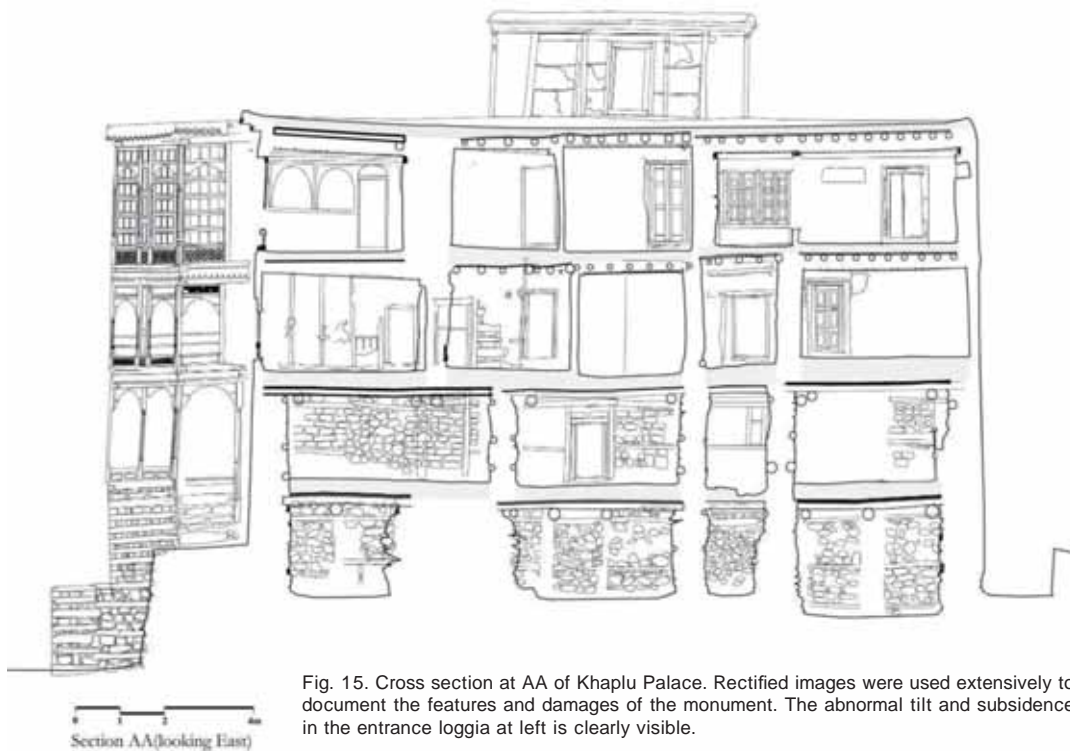 0 1 2 4m
Section AA(looking East)
Fig. 15. Cross section at AA of Khaplu Palace. Rectified images were used extensively to
document the features and damages of the monument. The abnormal tilt and subsidence
in the entrance loggia at left is clearly visible.